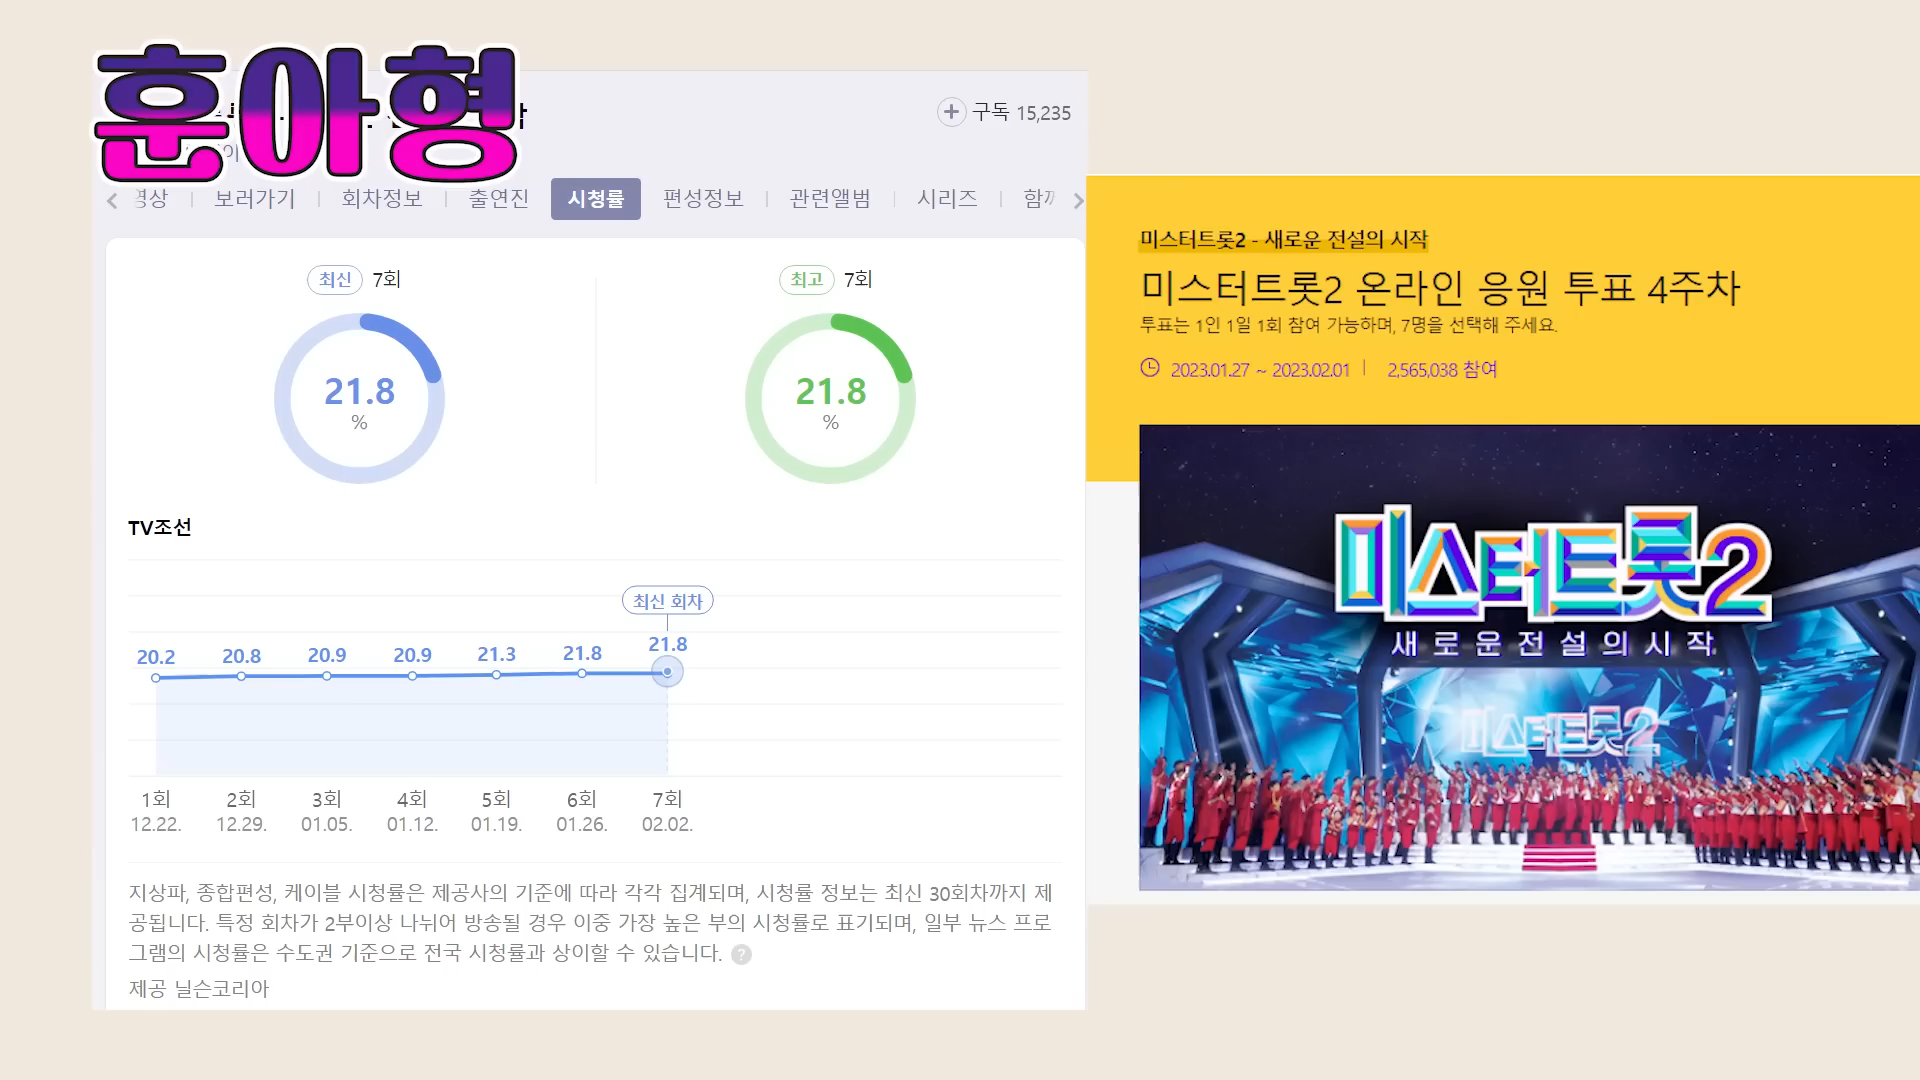 훈아형
구독 15,235
보러가기
회차정보
출연진
시청률
편성정보
관련앨범
시리즈
최신 7회
21.8
%
최고 7회
21.8
%
TV조선
최신 회차
20.2 20.8 20.9 20.9 21.3 21.8 21.8
1회 2회 3회 4회 5회 6회 7회
12.22. 12.29. 01.05. 01.12. 01.19. 01.26. 02.02.
지상파, 종합편성, 케이블 시청률은 제공사의 기준에 따라 각각 집계되며, 시청률 정보는 최신 30회차까지 제
공됩니다. 특정 회차가 2부이상 나뉘어 방송될 경우 이중 가장 높은 부의 시청률로 표기되며, 일부 뉴스 프로
그램의 시청률은 수도권 기준으로 전국 시청률과 상이할 수 있습니다. ?
제공 닐슨코리아
미스터트롯2 - 새로운 전설의 시작
미스터트롯2 온라인 응원 투표 4주차
투표는 1인 1일 1회 참여 가능하며, 7명을 선택해 주세요.
2023.01.27 ~ 2023.02.01 | 2,565,038 참여
미스터트롯2
새로운전설의시작
미스터트롯2